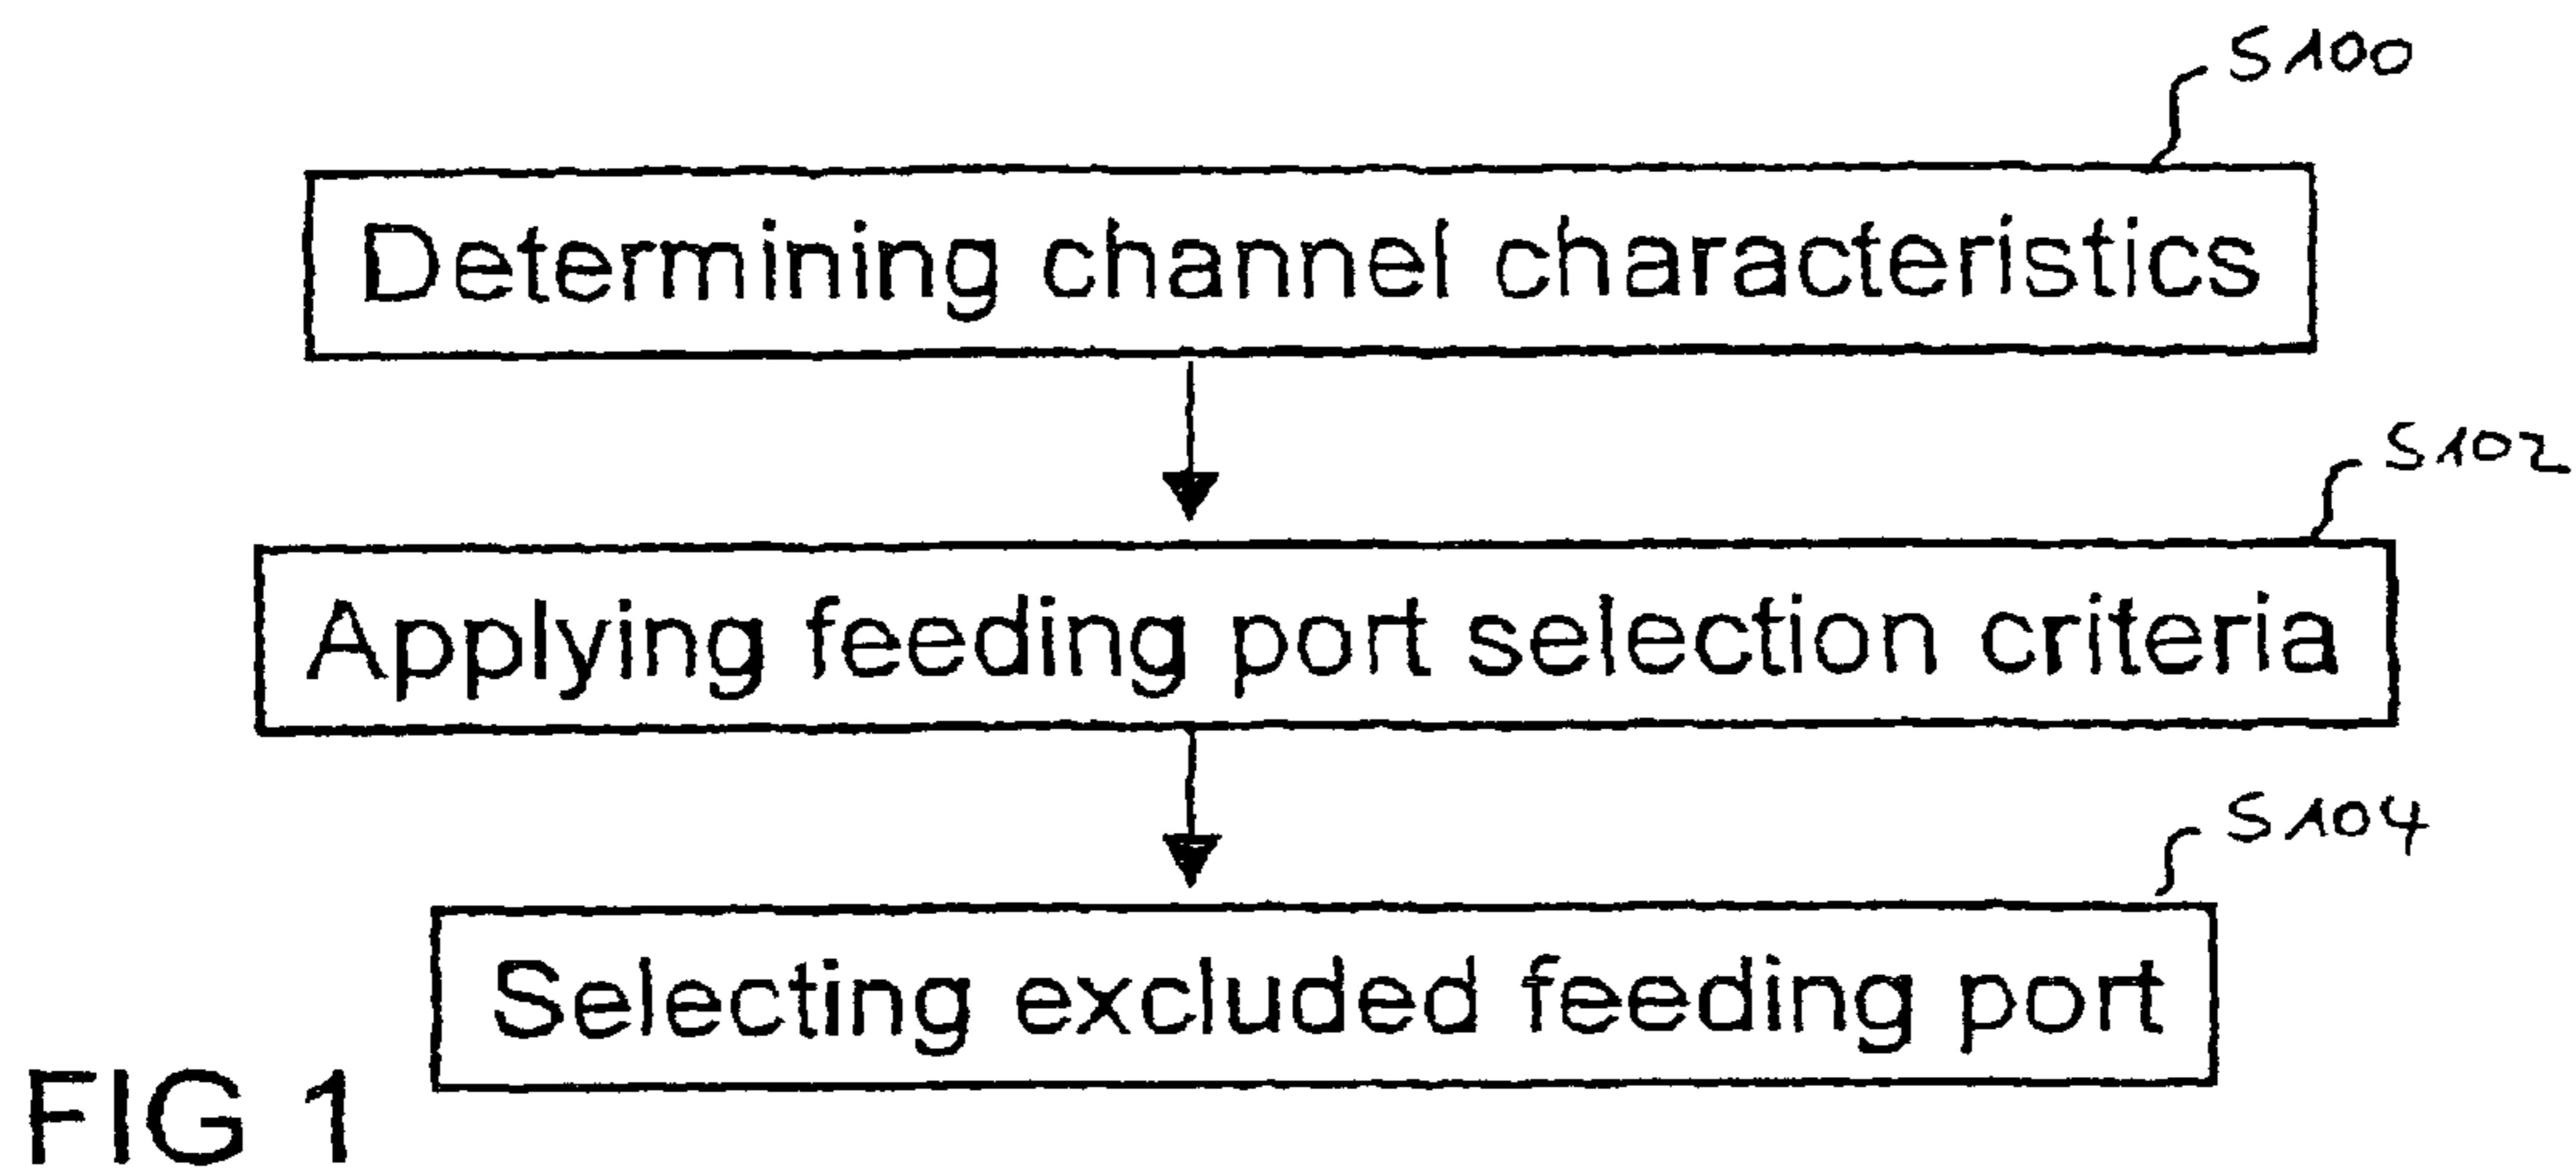 S100
Determining channel characteristics
S102
Applying feeding port selection criteria
S104
Selecting excluded feeding port
FIG 1